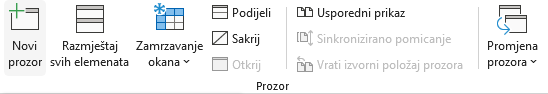 Novi
prozor
Razmještaj
svih elemenata
Zamrzavanje
okana
Podijeli
Sakrij
Otkrij
Usporedni prikaz
Sinkronizirano pomicanje
Vrati izvorni položaj prozora
Promjena
prozora
Prozor